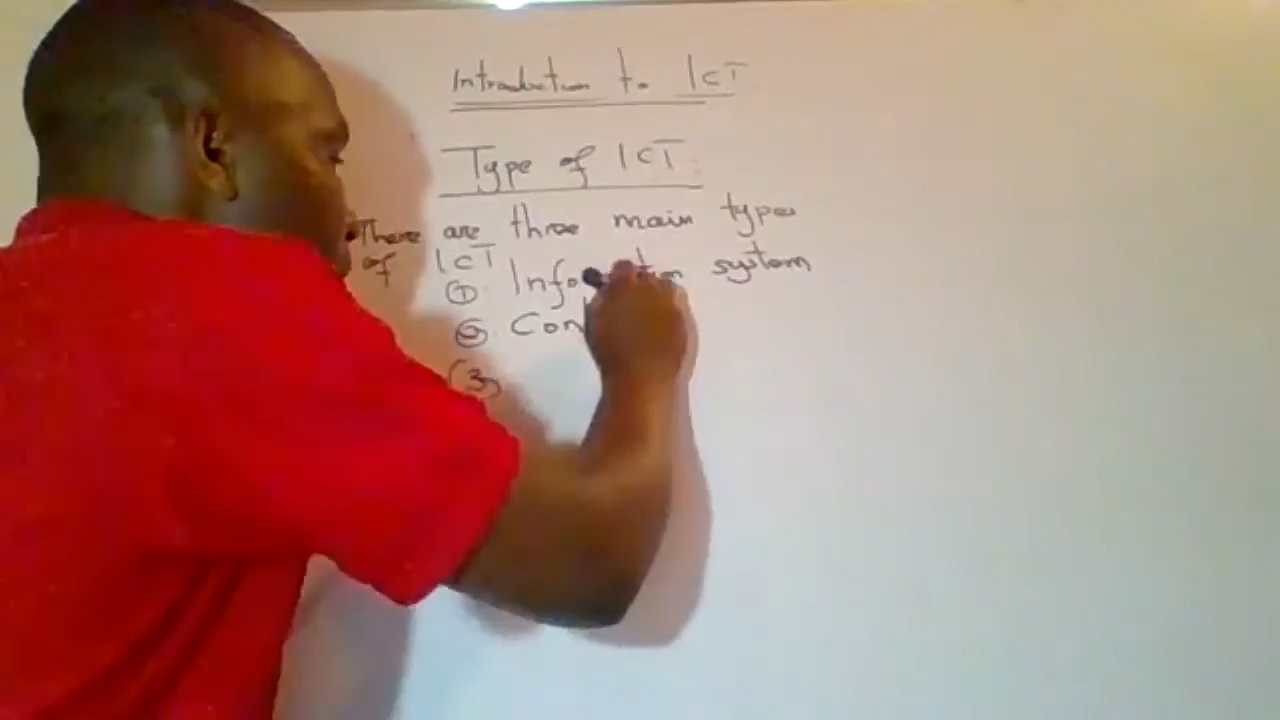 Introduction to ICT
Type of ICT:
There are three main types
of ICT
① Information system
② Con
(3)